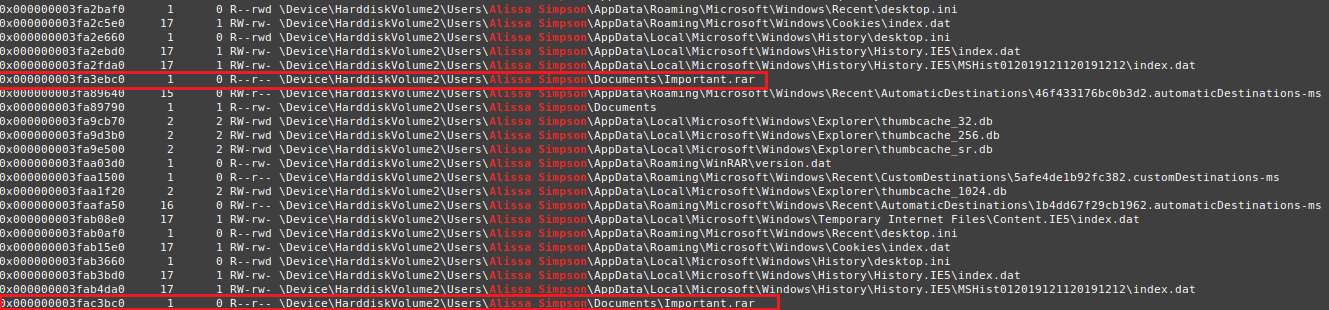 0x000000003fa2baf0 1 0 R--rwd \Device\HarddiskVolume2\Users\Alissa Simpson\AppData\Roaming\Microsoft\Windows\Recent\desktop.ini
0x000000003fa2c5e0 17 1 RW-rw- \Device\HarddiskVolume2\Users\Alissa Simpson\AppData\Roaming\Microsoft\Windows\Cookies\index.dat
0x000000003fa2e660 1 0 R--rwd \Device\HarddiskVolume2\Users\Alissa Simpson\AppData\Local\Microsoft\Windows\History\desktop.ini
0x000000003fa2ebd0 17 1 RW-rw- \Device\HarddiskVolume2\Users\Alissa Simpson\AppData\Local\Microsoft\Windows\History\History.IE5\index.dat
0x000000003fa2fda0 17 1 RW-rw- \Device\HarddiskVolume2\Users\Alissa Simpson\AppData\Local\Microsoft\Windows\History\History.IE5\MSHist012019121120191212\index.dat
0x000000003fa3ebc0 1 0 R--r-- \Device\HarddiskVolume2\Users\Alissa Simpson\Documents\Important.rar
0x000000003fa89640 15 0 RW-r-- \Device\HarddiskVolume2\Users\Alissa Simpson\AppData\Roaming\Microsoft\Windows\Recent\AutomaticDestinations\46f433176bc0b3d2.automaticDestinations-ms
0x000000003fa89790 1 1 R--rw- \Device\HarddiskVolume2\Users\Alissa Simpson\Documents
0x000000003fa9cb70 2 2 RW-rwd \Device\HarddiskVolume2\Users\Alissa Simpson\AppData\Local\Microsoft\Windows\Explorer\thumbcache_32.db
0x000000003fa9d3b0 2 2 RW-rwd \Device\HarddiskVolume2\Users\Alissa Simpson\AppData\Local\Microsoft\Windows\Explorer\thumbcache_256.db
0x000000003fa9e500 2 2 RW-rwd \Device\HarddiskVolume2\Users\Alissa Simpson\AppData\Local\Microsoft\Windows\Explorer\thumbcache_sr.db
0x000000003faa03d0 1 0 R--rw- \Device\HarddiskVolume2\Users\Alissa Simpson\AppData\Roaming\WinRAR\version.dat
0x000000003faa1500 1 0 R--r-- \Device\HarddiskVolume2\Users\Alissa Simpson\AppData\Roaming\Microsoft\Windows\Recent\CustomDestinations\5afe4de1b92fc382.customDestinations-ms
0x000000003faa1f20 2 2 RW-rwd \Device\HarddiskVolume2\Users\Alissa Simpson\AppData\Local\Microsoft\Windows\Explorer\thumbcache_1024.db
0x000000003faafa50 16 0 RW-r-- \Device\HarddiskVolume2\Users\Alissa Simpson\AppData\Roaming\Microsoft\Windows\Recent\AutomaticDestinations\1b4dd67f29cb1962.automaticDestinations-ms
0x000000003fab08e0 17 1 RW-rw- \Device\HarddiskVolume2\Users\Alissa Simpson\AppData\Local\Microsoft\Windows\Temporary Internet Files\Content.IE5\index.dat
0x000000003fab0af0 1 0 R--rwd \Device\HarddiskVolume2\Users\Alissa Simpson\AppData\Roaming\Microsoft\Windows\Recent\desktop.ini
0x000000003fab15e0 17 1 RW-rw- \Device\HarddiskVolume2\Users\Alissa Simpson\AppData\Roaming\Microsoft\Windows\Cookies\index.dat
0x000000003fab3660 1 0 R--rwd \Device\HarddiskVolume2\Users\Alissa Simpson\AppData\Local\Microsoft\Windows\History\desktop.ini
0x000000003fab3bd0 17 1 RW-rw- \Device\HarddiskVolume2\Users\Alissa Simpson\AppData\Local\Microsoft\Windows\History\History.IE5\index.dat
0x000000003fab4da0 17 1 RW-rw- \Device\HarddiskVolume2\Users\Alissa Simpson\AppData\Local\Microsoft\Windows\History\History.IE5\MSHist012019121120191212\index.dat
0x000000003fac3bc0 1 0 R--r-- \Device\HarddiskVolume2\Users\Alissa Simpson\Documents\Important.rar